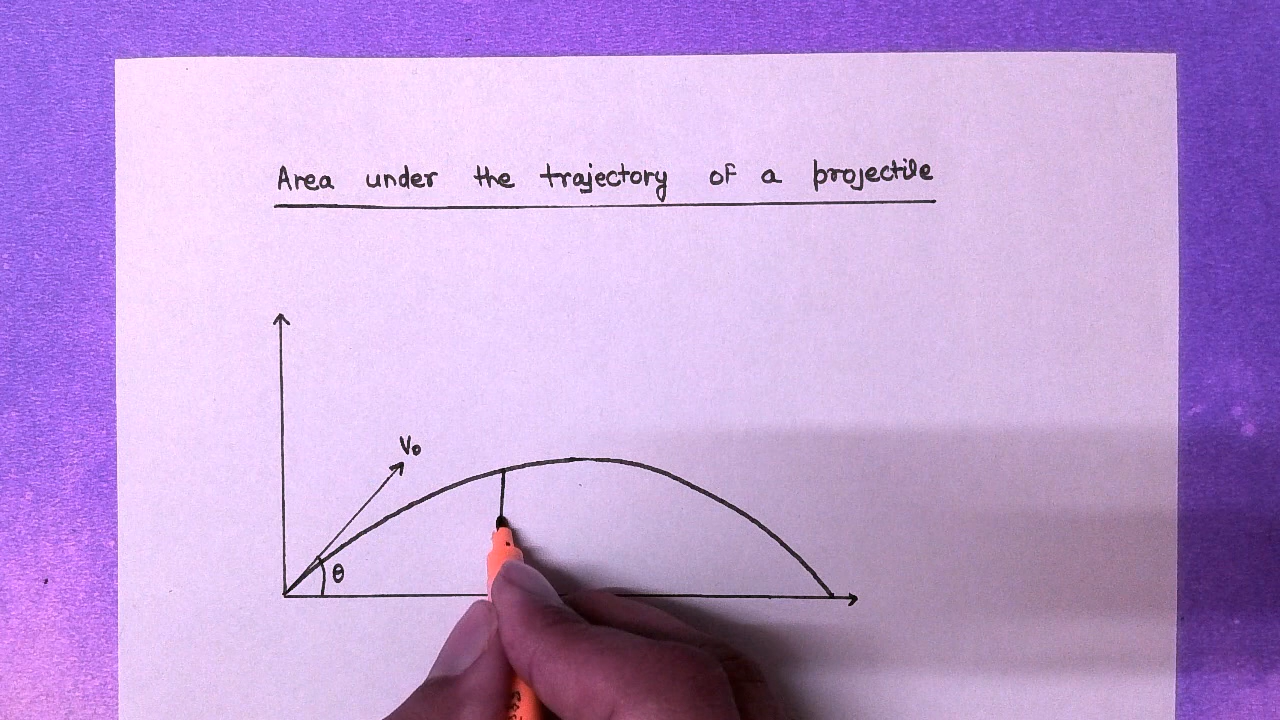 Area under the trajectory of a projectile
V₀
θ